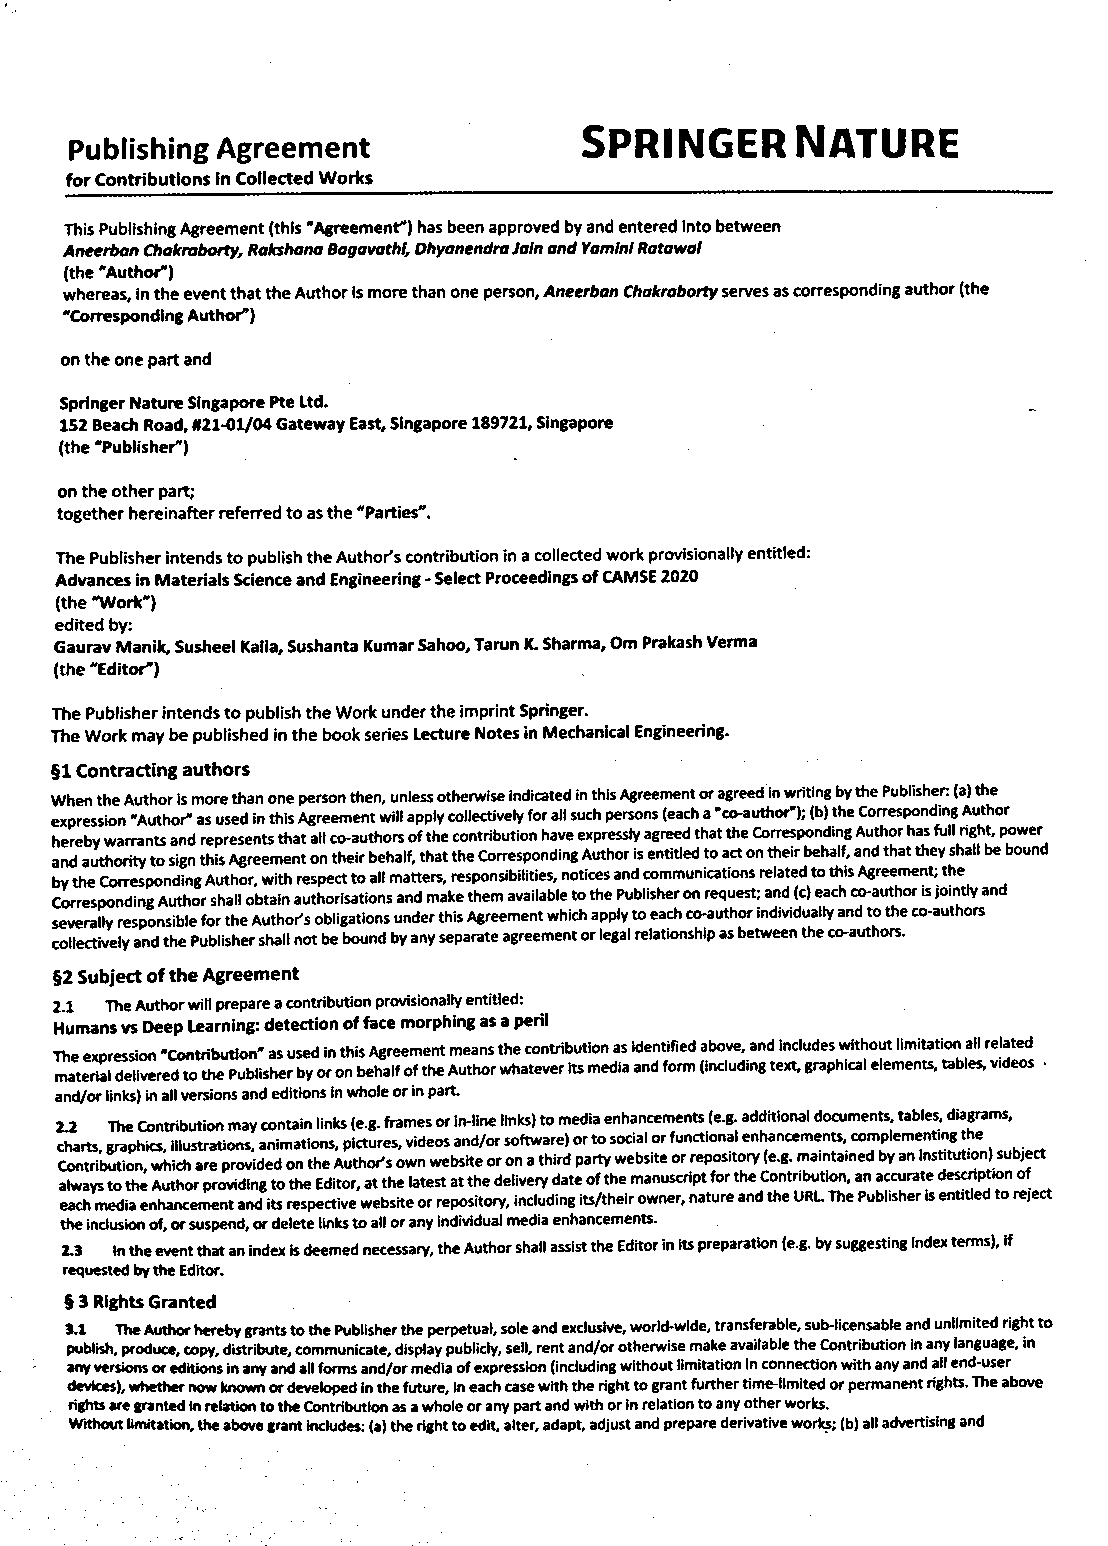 Publishing Agreement
SPRINGER NATURE
for Contributions in Collected Works
This Publishing Agreement (this "Agreement") has been approved by and entered into between
Aneerban Chakraborty, Rakshana Bagavathi, Dhyanendra Jain and Yamini Ratawal
(the "Author")
whereas, in the event that the Author is more than one person, Aneerban Chakraborty serves as corresponding author (the
"Corresponding Author")
on the one part and
Springer Nature Singapore Pte Ltd.
152 Beach Road, #21-01/04 Gateway East, Singapore 189721, Singapore
(the "Publisher")
on the other part;
together hereinafter referred to as the "Parties".
The Publisher intends to publish the Author's contribution in a collected work provisionally entitled:
Advances in Materials Science and Engineering - Select Proceedings of CAMSE 2020
(the "Work")
edited by:
Gaurav Manik, Susheel Kalia, Sushanta Kumar Sahoo, Tarun K. Sharma, Om Prakash Verma
(the "Editor")
The Publisher intends to publish the Work under the imprint Springer.
The Work may be published in the book series Lecture Notes in Mechanical Engineering.
§1 Contracting authors
When the Author is more than one person then, unless otherwise indicated in this Agreement or agreed in writing by the Publisher: (a) the
expression "Author" as used in this Agreement will apply collectively for all such persons (each a "co-author"); (b) the Corresponding Author
hereby warrants and represents that all co-authors of the contribution have expressly agreed that the Corresponding Author has full right, power
and authority to sign this Agreement on their behalf, that the Corresponding Author is entitled to act on their behalf, and that they shall be bound
by the Corresponding Author, with respect to all matters, responsibilities, notices and communications related to this Agreement; the
Corresponding Author shall obtain authorisations and make them available to the Publisher on request; and (c) each co-author is jointly and
severally responsible for the Author's obligations under this Agreement which apply to each co-author individually and to the co-authors
collectively and the Publisher shall not be bound by any separate agreement or legal relationship as between the co-authors.
§2 Subject of the Agreement
2.1 The Author will prepare a contribution provisionally entitled:
Humans vs Deep Learning: detection of face morphing as a peril
The expression "Contribution" as used in this Agreement means the contribution as identified above, and includes without limitation all related
material delivered to the Publisher by or on behalf of the Author whatever its media and form (including text, graphical elements, tables, videos
and/or links) in all versions and editions in whole or in part.
2.2 The Contribution may contain links (e.g. frames or in-line links) to media enhancements (e.g. additional documents, tables, diagrams,
charts, graphics, illustrations, animations, pictures, videos and/or software) or to social or functional enhancements, complementing the
Contribution, which are provided on the Author's own website or on a third party website or repository (e.g. maintained by an institution) subject
always to the Author providing to the Editor, at the latest at the delivery date of the manuscript for the Contribution, an accurate description of
each media enhancement and its respective website or repository, including its/their owner, nature and the URL. The Publisher is entitled to reject
the inclusion of, or suspend, or delete links to all or any individual media enhancements.
2.3 In the event that an index is deemed necessary, the Author shall assist the Editor in its preparation (e.g. by suggesting index terms), if
requested by the Editor.
§ 3 Rights Granted
3.1 The Author hereby grants to the Publisher the perpetual, sole and exclusive, world-wide, transferable, sub-licensable and unlimited right to
publish, produce, copy, distribute, communicate, display publicly, sell, rent and/or otherwise make available the Contribution in any language, in
any versions or editions in any and all forms and/or media of expression (including without limitation in connection with any and all end-user
devices), whether now known or developed in the future, in each case with the right to grant further time-limited or permanent rights. The above
rights are granted in relation to the Contribution as a whole or any part and with or in relation to any other works.
Without limitation, the above grant includes: (a) the right to edit, alter, adapt, adjust and prepare derivative works; (b) all advertising and